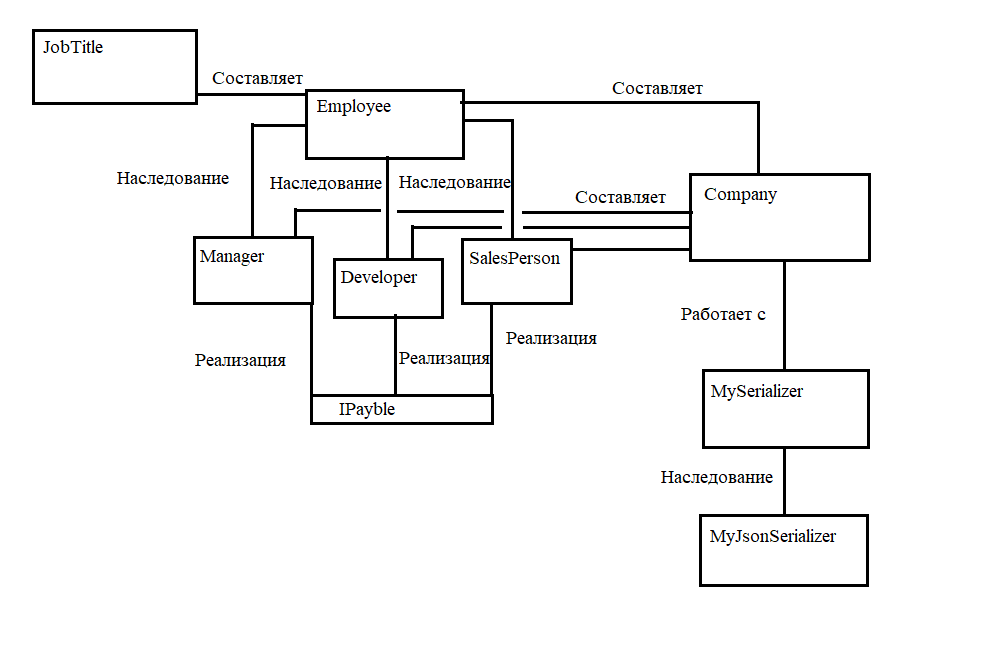 JobTitle
Составляет
Составляет
Employee
Наследование
Наследование
Наследование
Составляет
Company
Manager
Developer
SalesPerson
Работает с
Реализация
Реализация
Реализация
IPayble
MySerializer
Наследование
MyJsonSerializer